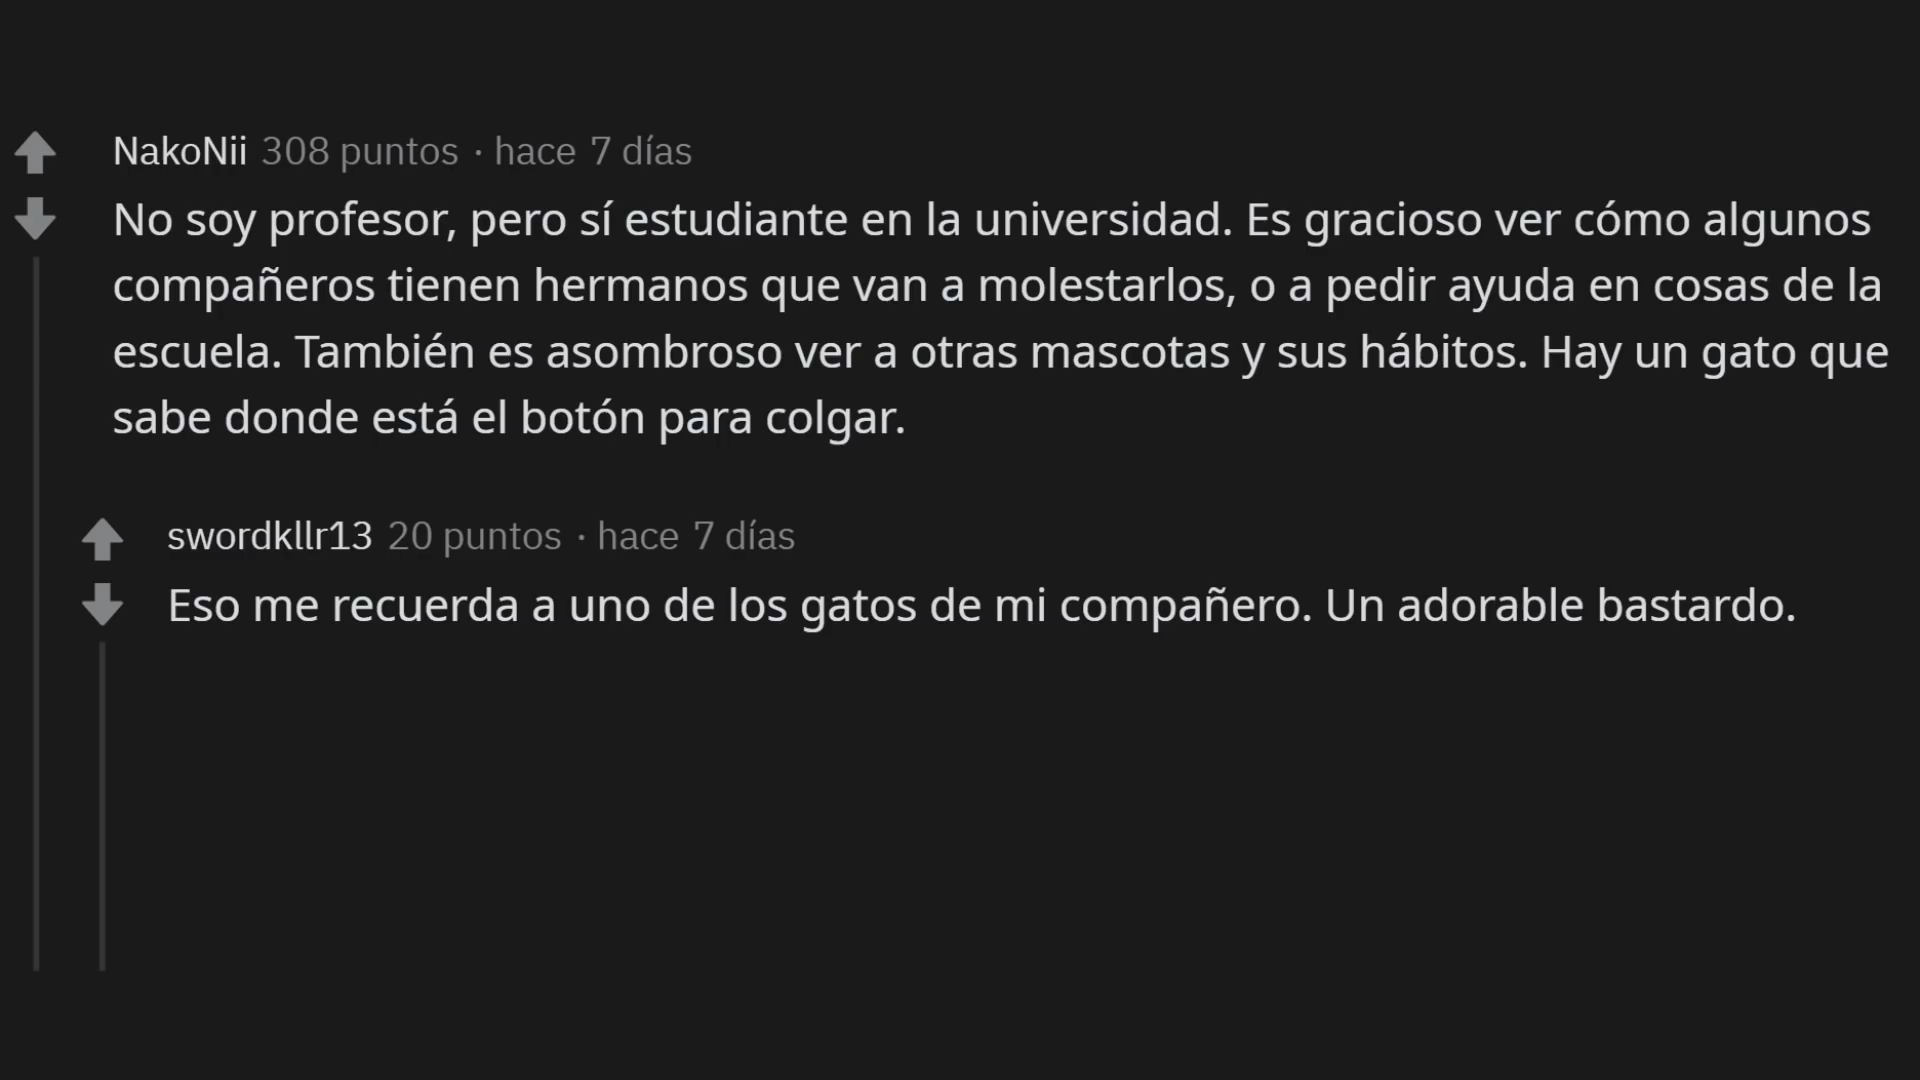 NakoNii 308 puntos · hace 7 días
No soy profesor, pero sí estudiante en la universidad. Es gracioso ver cómo algunos
compañeros tienen hermanos que van a molestarlos, o a pedir ayuda en cosas de la
escuela. También es asombroso ver a otras mascotas y sus hábitos. Hay un gato que
sabe donde está el botón para colgar.
swordkllr13 20 puntos · hace 7 días
Eso me recuerda a uno de los gatos de mi compañero. Un adorable bastardo.